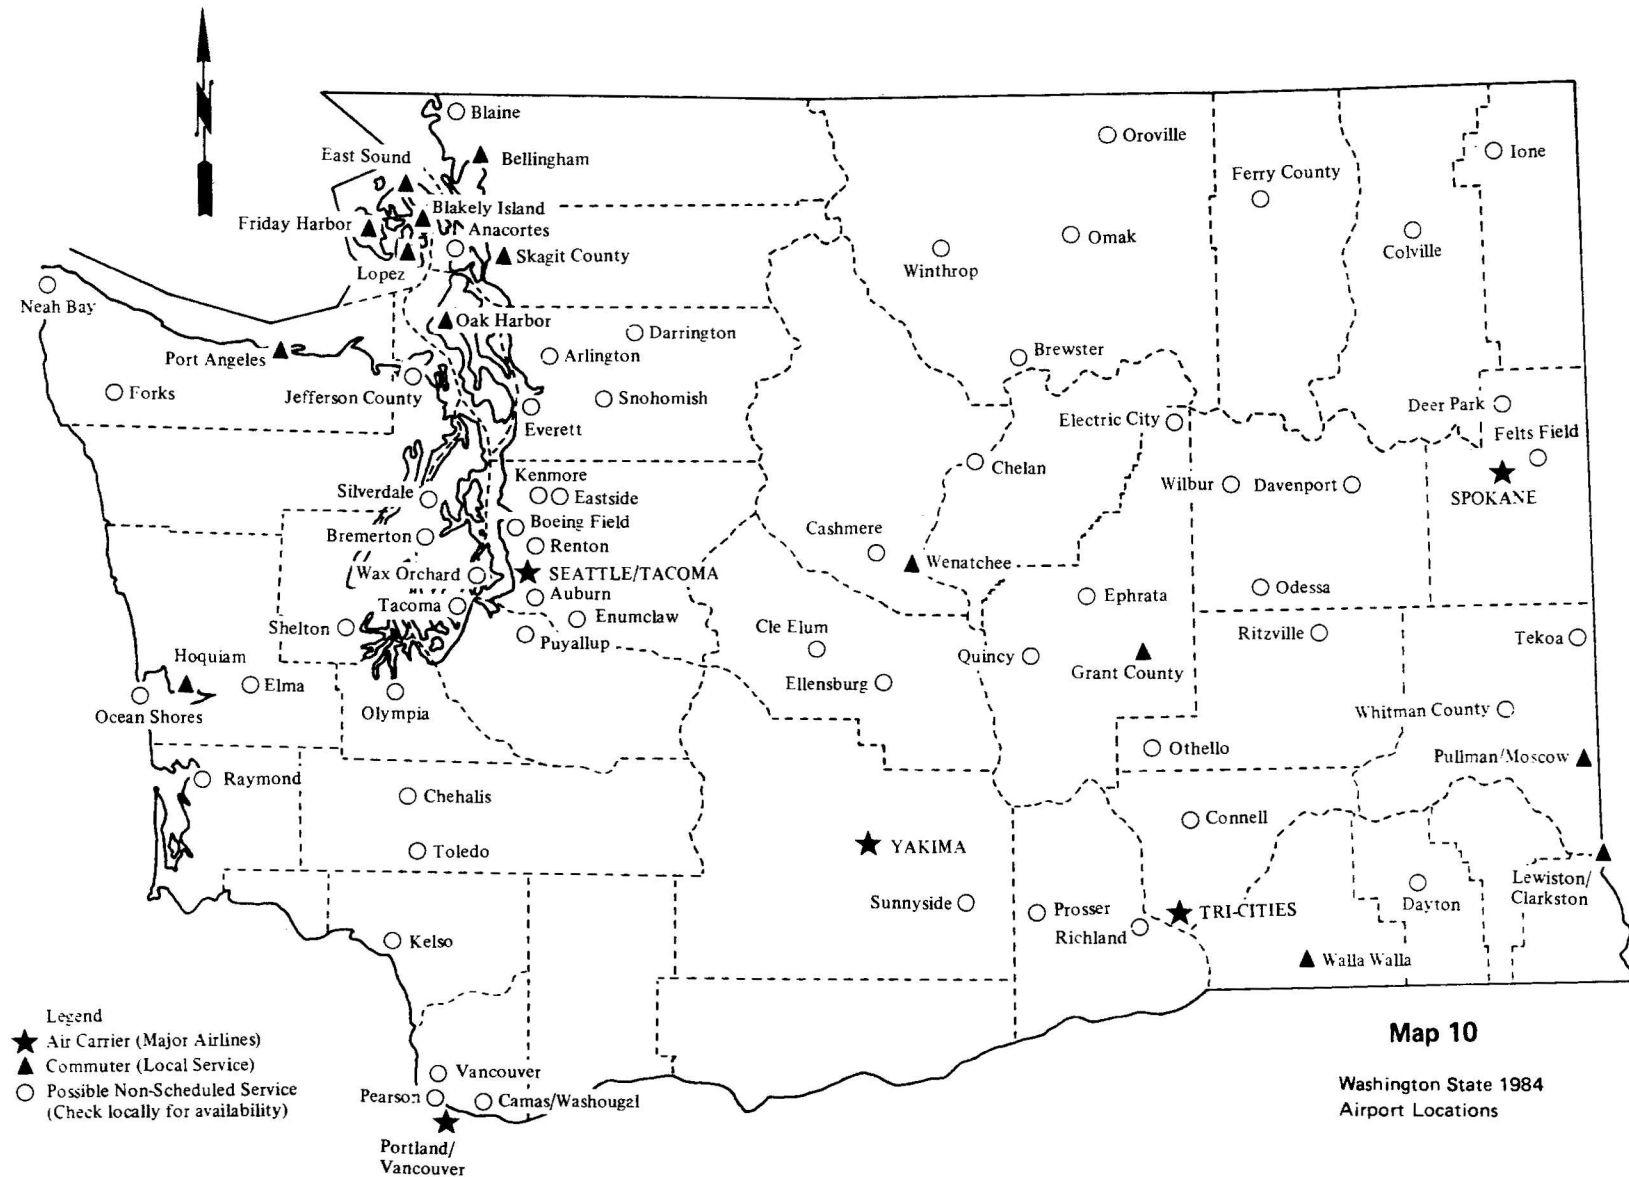 N
Blaine
East Sound
Bellingham
Oroville
Ione
Ferry County
Blakely Island
Friday Harbor
Anacortes
Lopez
Skagit County
Winthrop
Omak
Colville
Neah Bay
Oak Harbor
Darrington
Port Angeles
Arlington
Brewster
Forks
Jefferson County
Snohomish
Everett
Electric City
Deer Park
Felts Field
Kenmore
Eastside
Silverdale
Chelan
Wilbur
Davenport
SPOKANE
Boeing Field
Bremerton
Renton
Cashmere
Wenatchee
Wax Orchard
SEATTLE/TACOMA
Auburn
Tacoma
Enumclaw
Ephrata
Odessa
Shelton
Puyallup
Cle Elum
Quincy
Ritzville
Tekoa
Hoquiam
Elma
Ellensburg
Grant County
Ocean Shores
Olympia
Whitman County
Othello
Pullman/Moscow
Raymond
Chehalis
Connell
Toledo
YAKIMA
Lewiston/
Clarkston
Sunnyside
Prosser
Richland
TRI-CITIES
Dayton
Kelso
Walla Walla
Legend
Air Carrier (Major Airlines)
Commuter (Local Service)
Possible Non-Scheduled Service
(Check locally for availability)
Vancouver
Pearson
Camas/Washougal
Portland/
Vancouver
Map 10
Washington State 1984
Airport Locations